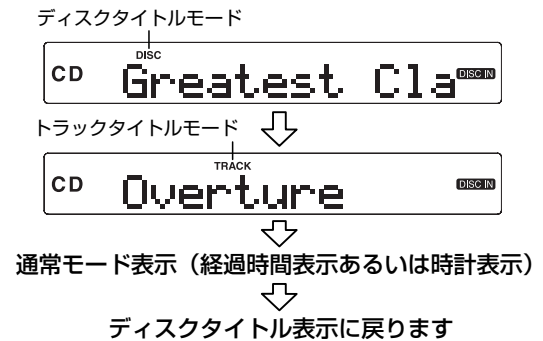 ディスクタイトルモード
DISC
CD Greatest Cla DISC IN
トラックタイトルモード
TRACK
CD Overture DISC IN
通常モード表示（経過時間表示あるいは時計表示）
ディスクタイトル表示に戻ります